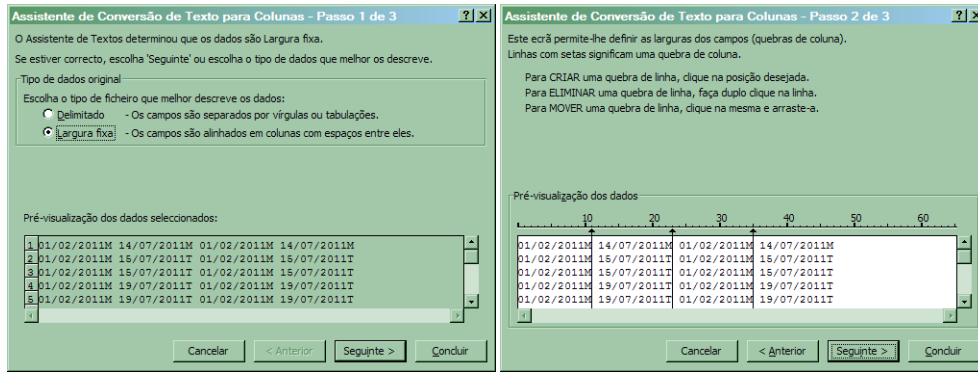 Assistente de Conversão de Texto para Colunas - Passo 1 de 3
O Assistente de Textos determinou que os dados são Largura fixa.
Se estiver correcto, escolha 'Seguinte' ou escolha o tipo de dados que melhor os descreve.
Tipo de dados original
Escolha o tipo de ficheiro que melhor descreve os dados:
Delimitado - Os campos são separados por vírgulas ou tabulações.
Largura fixa - Os campos são alinhados em colunas com espaços entre eles.
Pré-visualização dos dados seleccionados:
1 01/02/2011M 14/07/2011M 01/02/2011M 14/07/2011M
2 01/02/2011M 15/07/2011T 01/02/2011M 15/07/2011T
3 01/02/2011M 15/07/2011T 01/02/2011M 15/07/2011T
4 01/02/2011M 19/07/2011T 01/02/2011M 19/07/2011T
5 01/02/2011M 19/07/2011T 01/02/2011M 19/07/2011T
Cancelar < Anterior Seguinte > Concluir
Assistente de Conversão de Texto para Colunas - Passo 2 de 3
Este ecrã permite-lhe definir as larguras dos campos (quebras de coluna).
Linhas com setas significam uma quebra de coluna.
Para CRIAR uma quebra de linha, clique na posição desejada.
Para ELIMINAR uma quebra de linha, faça duplo clique na linha.
Para MOVER uma quebra de linha, clique na mesma e arraste-a.
Pré-visualização dos dados
10 20 30 40 50 60
01/02/2011M 14/07/2011M 01/02/2011M 14/07/2011M
01/02/2011M 15/07/2011T 01/02/2011M 15/07/2011T
01/02/2011M 15/07/2011T 01/02/2011M 15/07/2011T
01/02/2011M 19/07/2011T 01/02/2011M 19/07/2011T
01/02/2011M 19/07/2011T 01/02/2011M 19/07/2011T
Cancelar < Anterior Seguinte > Concluir